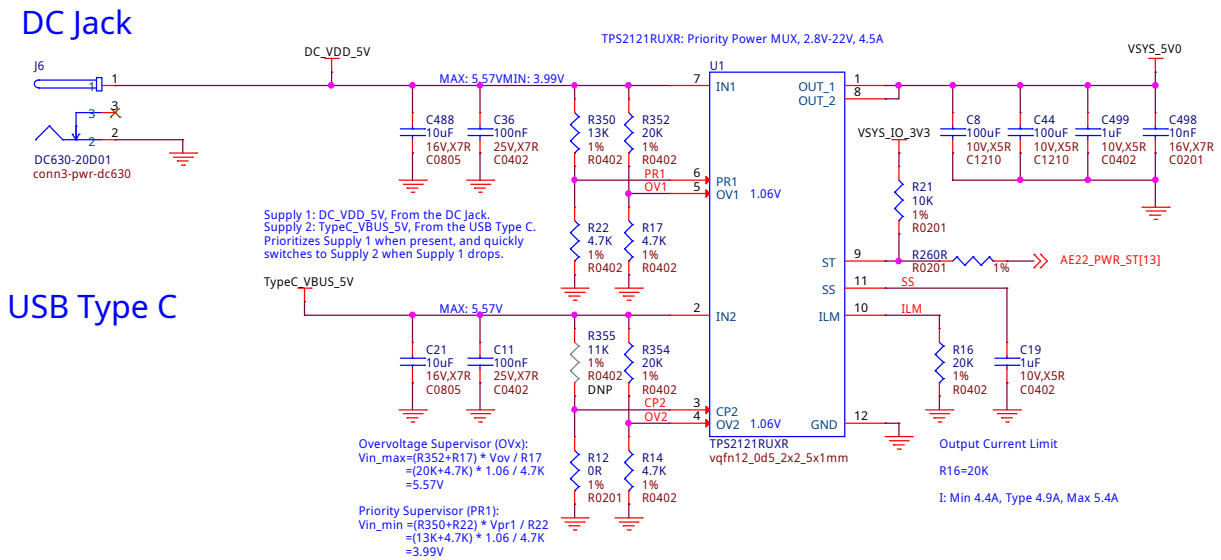 DC Jack
TPS2121RUXR: Priority Power MUX, 2.8V-22V, 4.5A
DC_VDD_5V
VSYS_5V0
J6
U1
1
1
MAX: 5.57V
MIN: 3.99V
7
IN1
OUT_1
1
OUT_2
8
3
3
2
2
DC630-20D01
conn3-pwr-dc630
C488
10uF
16V,X7R
C0805
C36
100nF
25V,X7R
C0402
R350
13K
1%
R0402
R352
20K
1%
R0402
C8
100uF
10V,X5R
C1210
C44
100uF
10V,X5R
C1210
C499
1uF
10V,X5R
C0402
C498
10nF
16V,X7R
C0201
VSYS_IO_3V3
PR1
6
PR1
OV1
5
OV1
1.06V
R21
10K
1%
R0201
Supply 1: DC_VDD_5V, From the DC Jack.
Supply 2: TypeC_VBUS_5V, From the USB Type C.
Prioritizes Supply 1 when present, and quickly
switches to Supply 2 when Supply 1 drops.
R22
4.7K
1%
R0402
R17
4.7K
1%
R0402
ST
9
R260R
R0201
1%
AE22_PWR_ST[13]
TypeC_VBUS_5V
SS
11
SS
USB Type C
MAX: 5.57V
2
IN2
ILM
10
ILM
C21
10uF
16V,X7R
C0805
C11
100nF
25V,X7R
C0402
R355
11K
1%
R0402
DNP
R354
20K
1%
R0402
R16
20K
1%
R0402
C19
1uF
10V,X5R
C0402
CP2
3
CP2
OV2
4
OV2
1.06V
GND
12
TPS2121RUXR
vqfn12_0d5_2x2_5x1mm
Overvoltage Supervisor (OVx):
Vin_max=(R352+R17) * Vov / R17
=(20K+4.7K) * 1.06 / 4.7K
=5.57V
R12
0R
1%
R0201
R14
4.7K
1%
R0402
Output Current Limit
R16=20K
I: Min 4.4A, Type 4.9A, Max 5.4A
Priority Supervisor (PR1):
Vin_min =(R350+R22) * Vpr1 / R22
=(13K+4.7K) * 1.06 / 4.7K
=3.99V